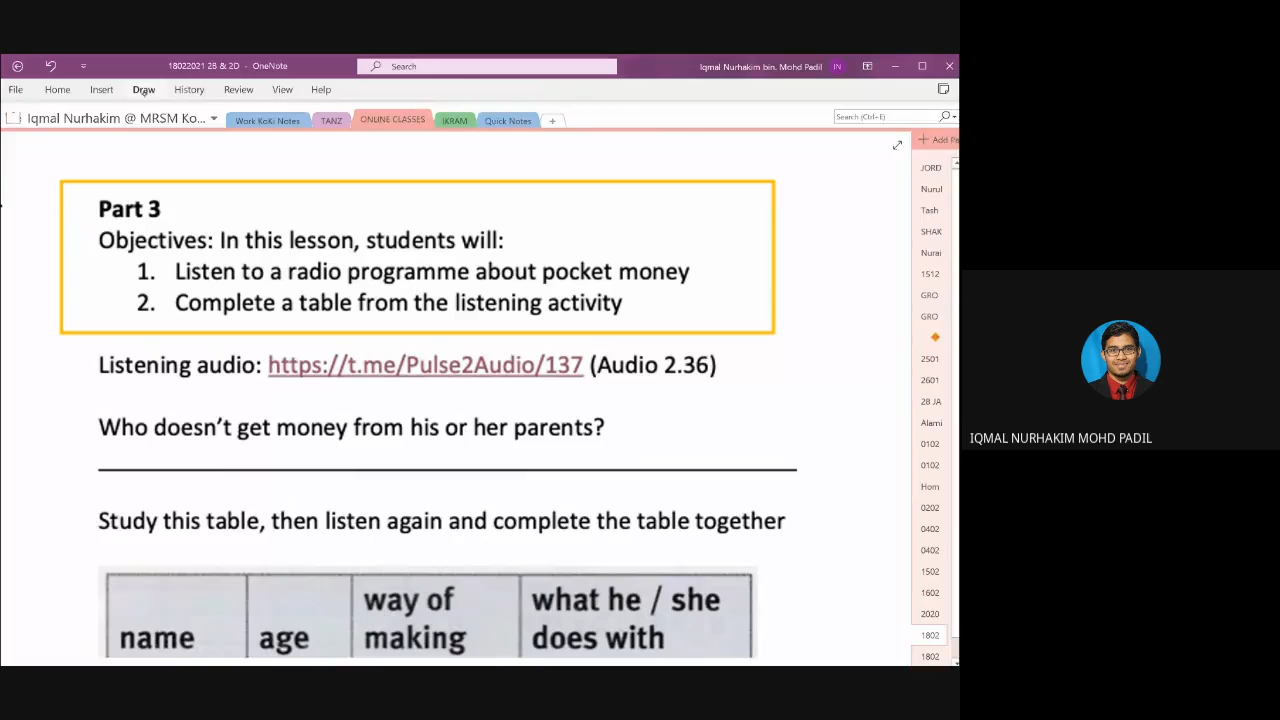 18022021 2B & 2D - OneNote
Search
Iqmal Nurhakim bin. Mohd Padil
IN
File Home Insert Draw History Review View Help
Iqmal Nurhakim @ MRSM Ko...
Work KoKi Notes
TANZ
ONLINE CLASSES
IKRAM
Quick Notes
+
Search (Ctrl+E)
Add Pa
Part 3
Objectives: In this lesson, students will:
1. Listen to a radio programme about pocket money
2. Complete a table from the listening activity
Listening audio: https://t.me/Pulse2Audio/137 (Audio 2.36)
Who doesn't get money from his or her parents?
Study this table, then listen again and complete the table together
name
age
way of
making
what he / she
does with
JORD
Nurul
Tash
SHAK
Nurai
1512
GRO
GRO
2501
2601
2B JA
Alami
0102
0102
Hom
0202
0402
0402
1502
1602
2020
1802
1802
IQMAL NURHAKIM MOHD PADIL